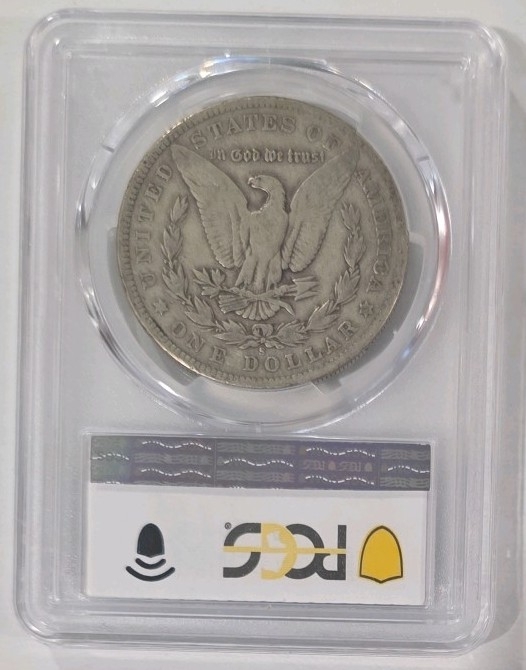 UNITED STATES OF AMERICA
In God we trust
S
ONE DOLLAR
PCGS
®